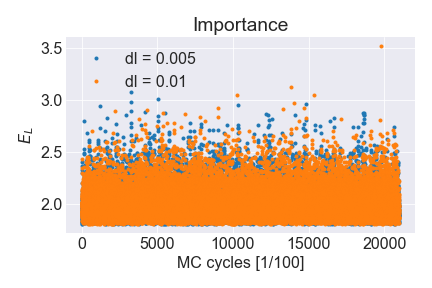 Importance
dl = 0.005
dl = 0.01
3.5
3.0
2.5
2.0
E_L
0 5000 10000 15000 20000
MC cycles [1/100]